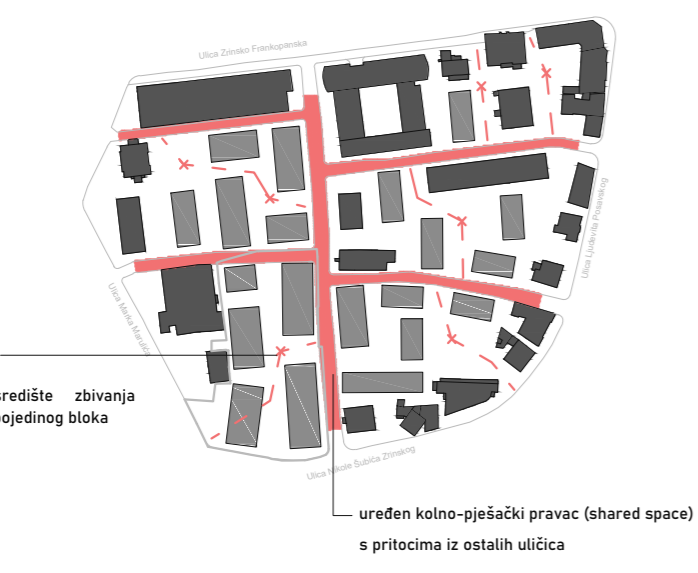 Ulica Zrinsko Frankopanska
Ulica Ljudevita Posavskog
Ulica Marka Marulića
središte zbivanja
pojedinog bloka
Ulica Nikole Šubića Zrinskog
uređen kolno-pješački pravac (shared space)
s pritocima iz ostalih uličica